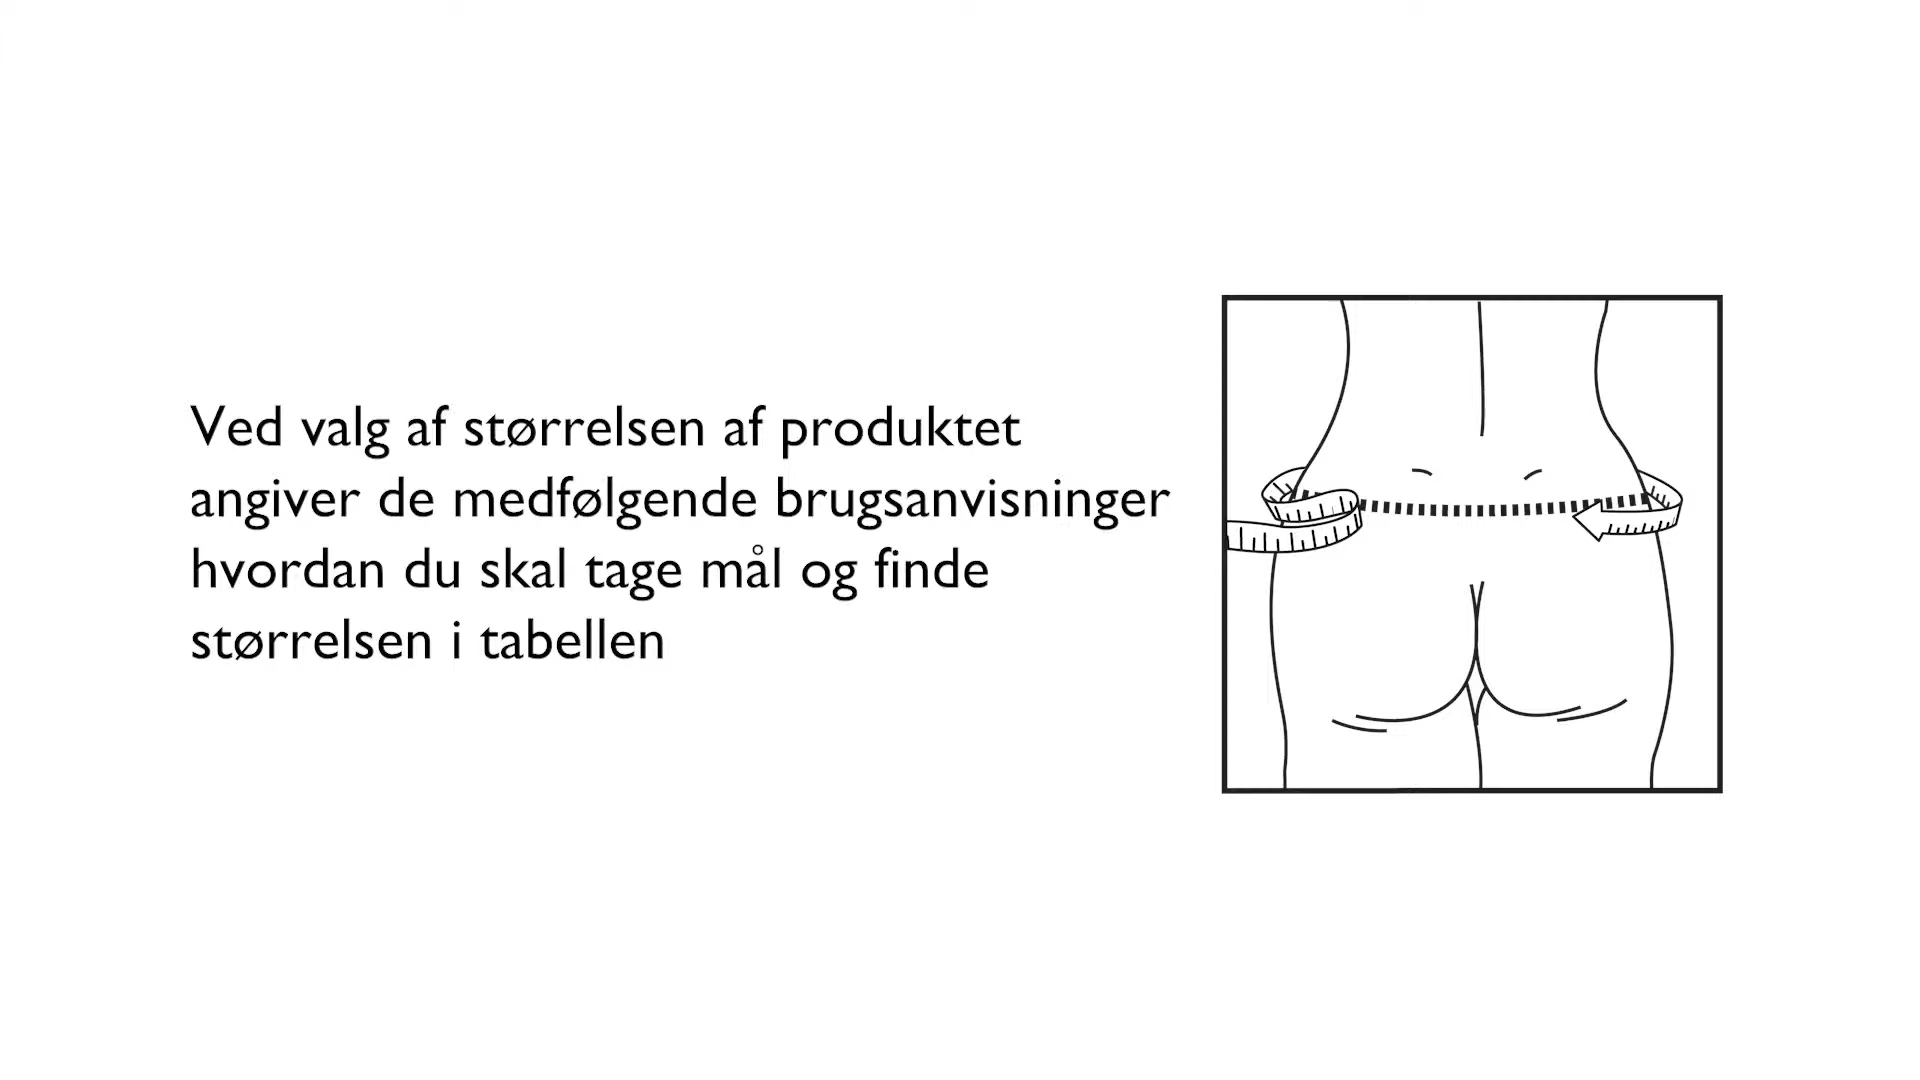 Ved valg af størrelsen af produktet
angiver de medfølgende brugsanvisninger
hvordan du skal tage mål og finde
størrelsen i tabellen